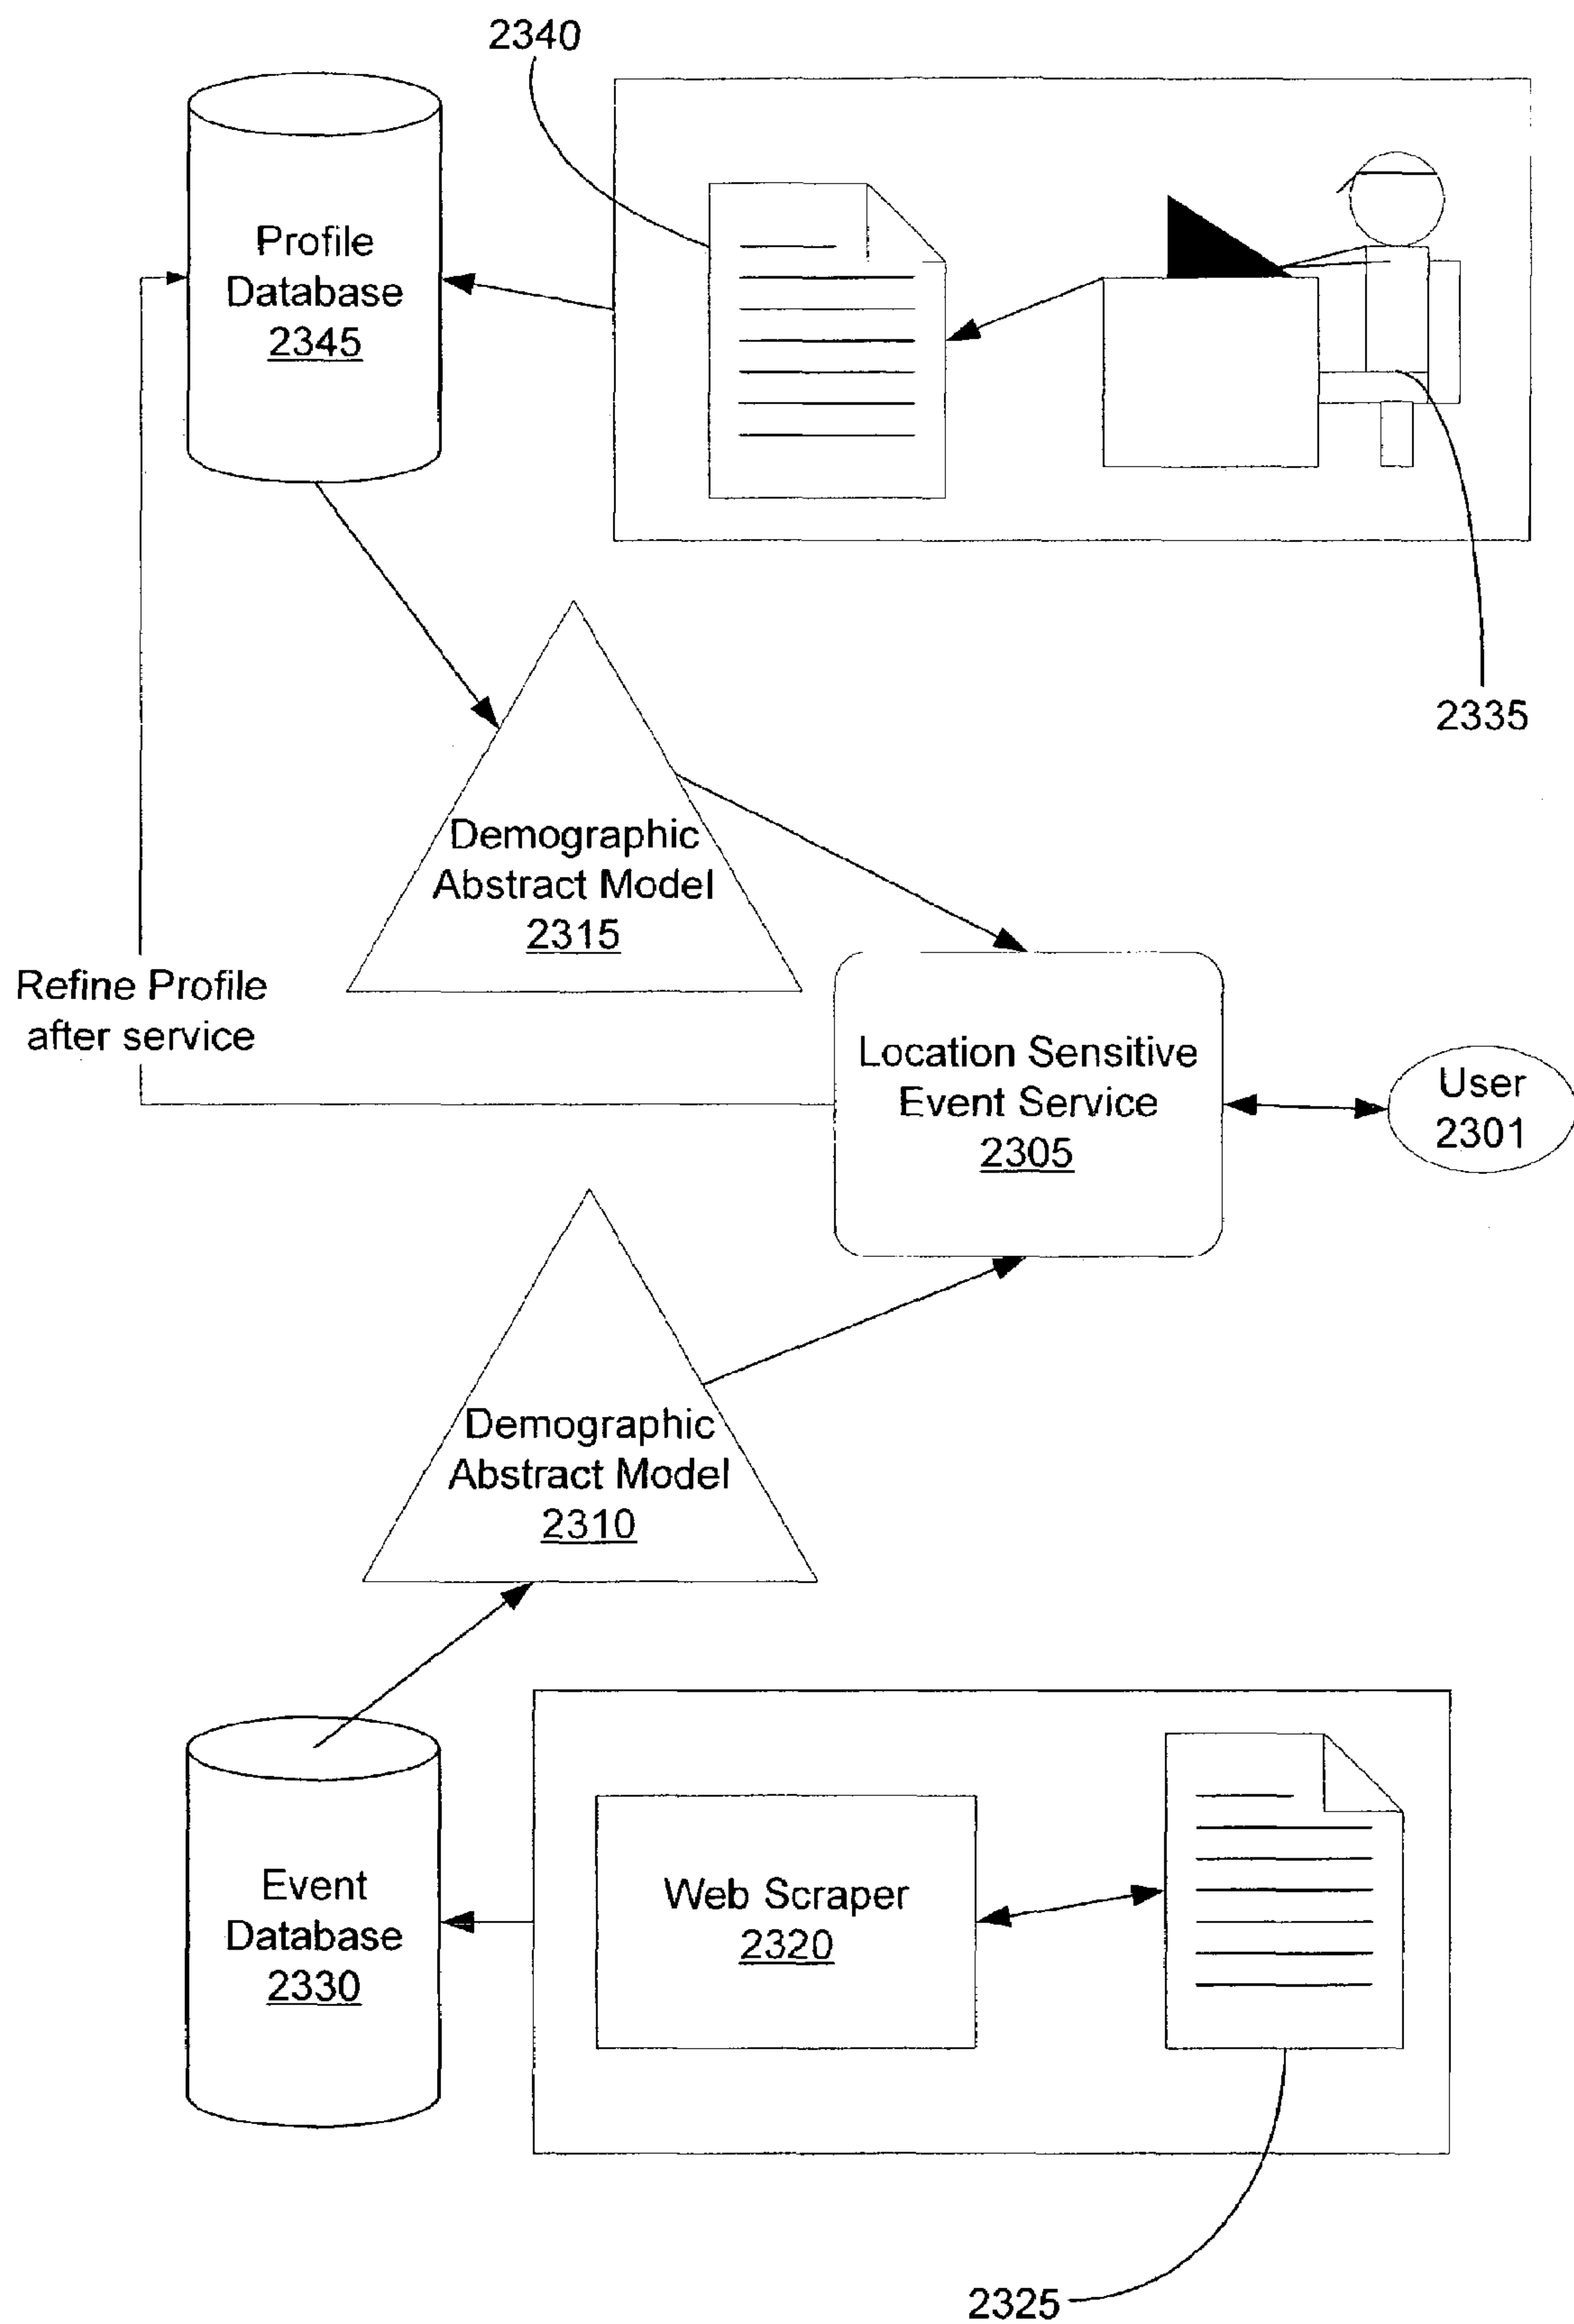 2340
Profile
Database
2345
2335
Demographic
Abstract Model
2315
Refine Profile
after service
Location Sensitive
Event Service
2305
User
2301
Demographic
Abstract Model
2310
Event
Database
2330
Web Scraper
2320
2325